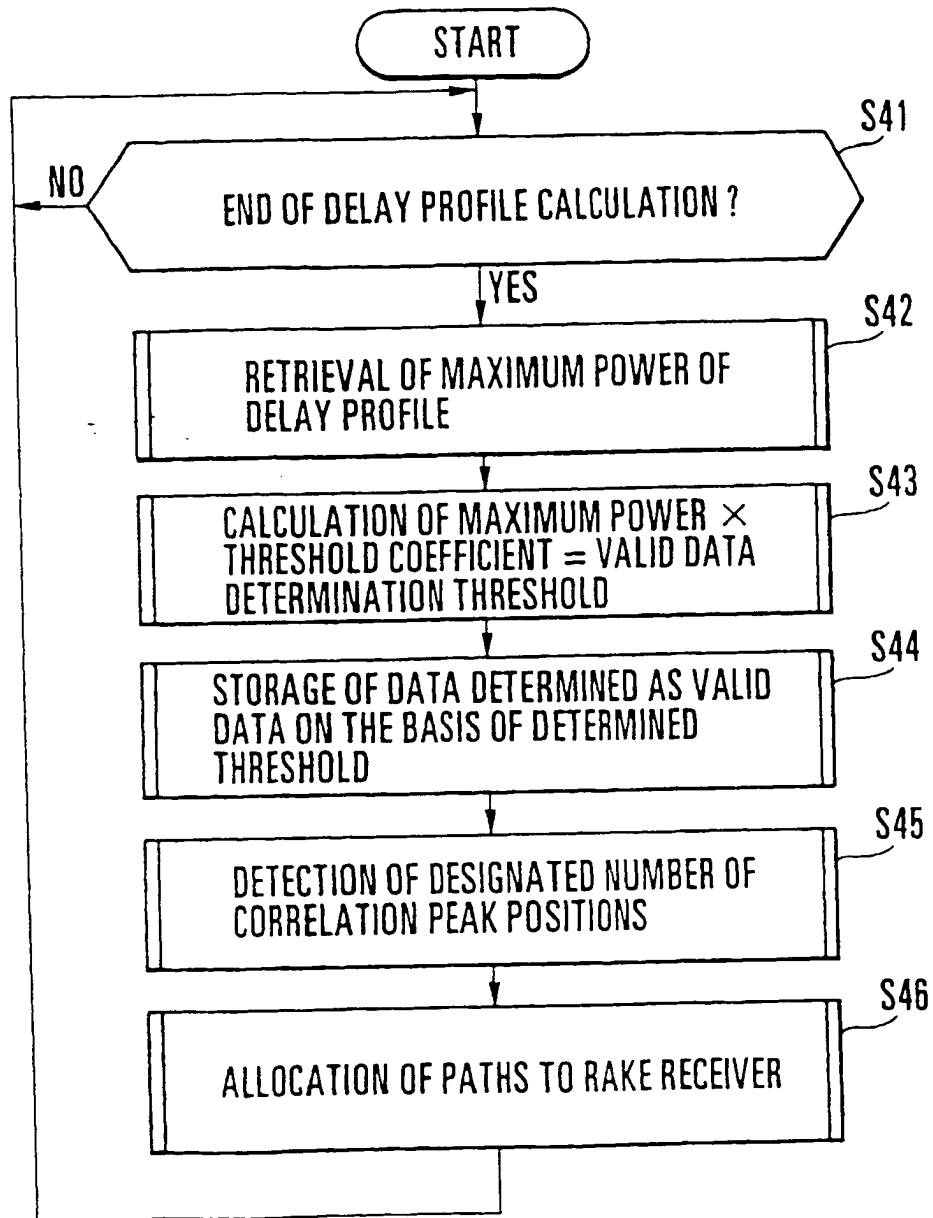 START
S41
NO
END OF DELAY PROFILE CALCULATION ?
YES
S42
RETRIEVAL OF MAXIMUM POWER OF
DELAY PROFILE
S43
CALCULATION OF MAXIMUM POWER ×
THRESHOLD COEFFICIENT = VALID DATA
DETERMINATION THRESHOLD
S44
STORAGE OF DATA DETERMINED AS VALID
DATA ON THE BASIS OF DETERMINED
THRESHOLD
S45
DETECTION OF DESIGNATED NUMBER OF
CORRELATION PEAK POSITIONS
S46
ALLOCATION OF PATHS TO RAKE RECEIVER